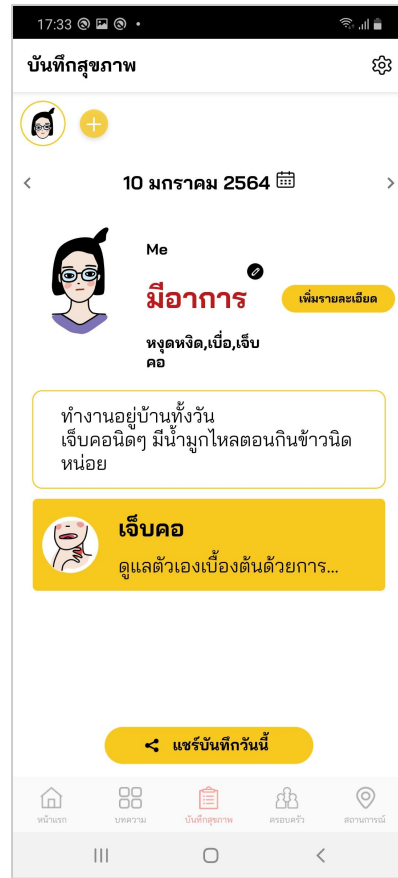 17:33
บันทึกสุขภาพ
10 มกราคม 2564
Me
มีอาการ
เพิ่มรายละเอียด
หงุดหงิด,เบื่อ,เจ็บ
คอ
ทำงานอยู่บ้านทั้งวัน
เจ็บคอนิดๆ มีน้ำมูกไหลตอนกินข้าวนิด
หน่อย
เจ็บคอ
ดูแลตัวเองเบื้องต้นด้วยการ...
แชร์บันทึกวันนี้
หน้าแรก บทความ บันทึกสุขภาพ ครอบครัว สถานการณ์